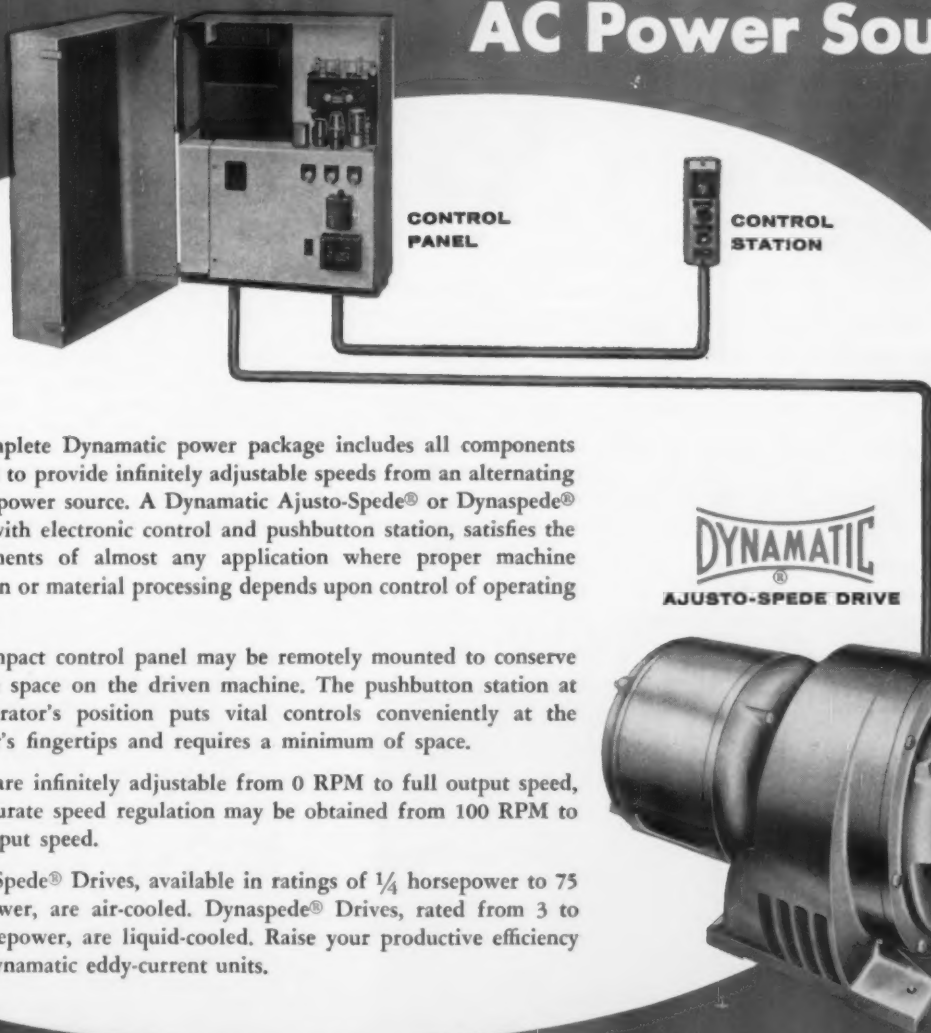 AC Power Sou
CONTROL
PANEL
CONTROL
STATION
mplete Dynamatic power package includes all components
to provide infinitely adjustable speeds from an alternating
power source. A Dynamatic Ajusto-Spede® or Dynaspede®
with electronic control and pushbutton station, satisfies the
ments of almost any application where proper machine
n or material processing depends upon control of operating
mpact control panel may be remotely mounted to conserve
space on the driven machine. The pushbutton station at
rator's position puts vital controls conveniently at the
r's fingertips and requires a minimum of space.
are infinitely adjustable from 0 RPM to full output speed,
urate speed regulation may be obtained from 100 RPM to
put speed.
Spede® Drives, available in ratings of ¼ horsepower to 75
wer, are air-cooled. Dynaspede® Drives, rated from 3 to
epower, are liquid-cooled. Raise your productive efficiency
ynamatic eddy-current units.
DYNAMATIC
®
AJUSTO-SPEDE DRIVE